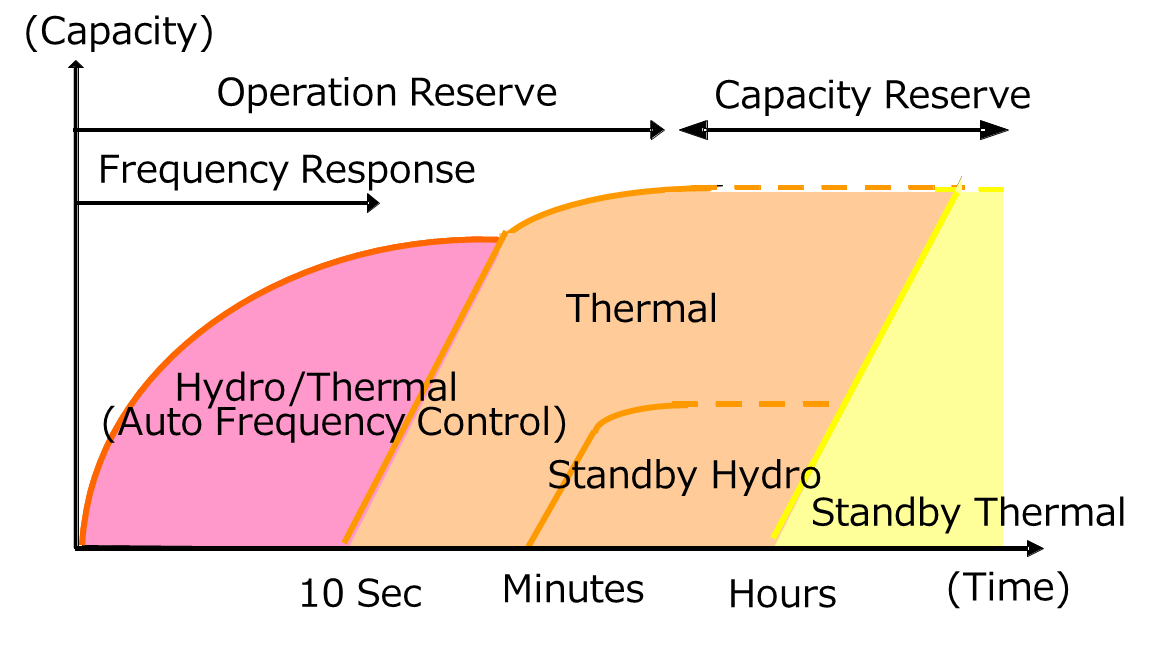 (Capacity)
Operation Reserve
Capacity Reserve
Frequency Response
Thermal
Hydro/Thermal
(Auto Frequency Control)
Standby Hydro
Standby Thermal
10 Sec
Minutes
Hours
(Time)